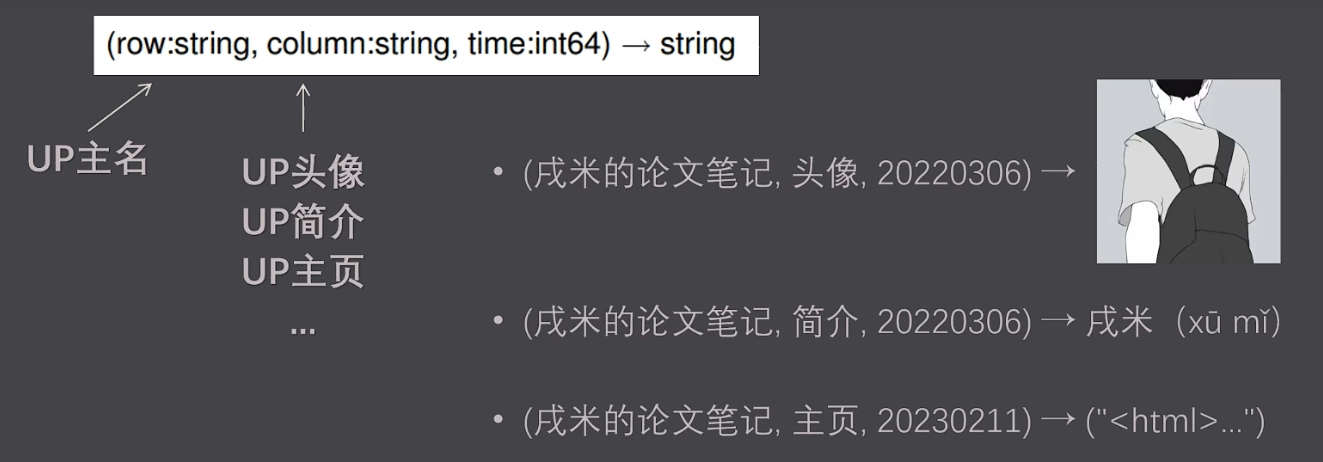 (row:string, column:string, time:int64) → string
UP主名
UP头像
UP简介
UP主页
...
• (戌米的论文笔记, 头像, 20220306) →
• (戌米的论文笔记, 简介, 20220306) → 戌米（xū mǐ）
• (戌米的论文笔记, 主页, 20230211) → ("<html>...")